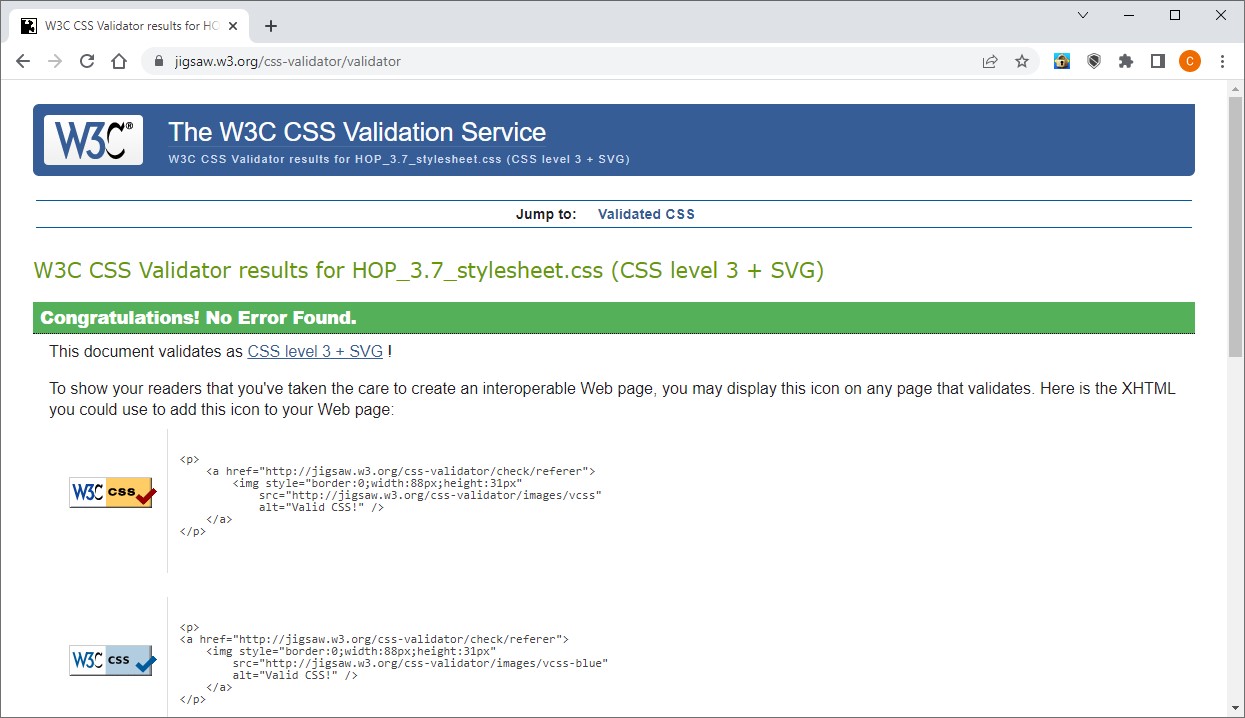 W3C CSS Validator results for HO
jigsaw.w3.org/css-validator/validator
C
W3C®
The W3C CSS Validation Service
W3C CSS Validator results for HOP_3.7_stylesheet.css (CSS level 3 + SVG)
Jump to: Validated CSS
W3C CSS Validator results for HOP_3.7_stylesheet.css (CSS level 3 + SVG)
Congratulations! No Error Found.
This document validates as CSS level 3 + SVG !
To show your readers that you've taken the care to create an interoperable Web page, you may display this icon on any page that validates. Here is the XHTML
you could use to add this icon to your Web page:
W3C css
<p>
    <a href="http://jigsaw.w3.org/css-validator/check/referer">
        <img style="border:0;width:88px;height:31px"
            src="http://jigsaw.w3.org/css-validator/images/vcss"
            alt="Valid CSS!" />
    </a>
</p>
W3C css
<p>
<a href="http://jigsaw.w3.org/css-validator/check/referer">
    <img style="border:0;width:88px;height:31px"
        src="http://jigsaw.w3.org/css-validator/images/vcss-blue"
        alt="Valid CSS!" />
    </a>
</p>